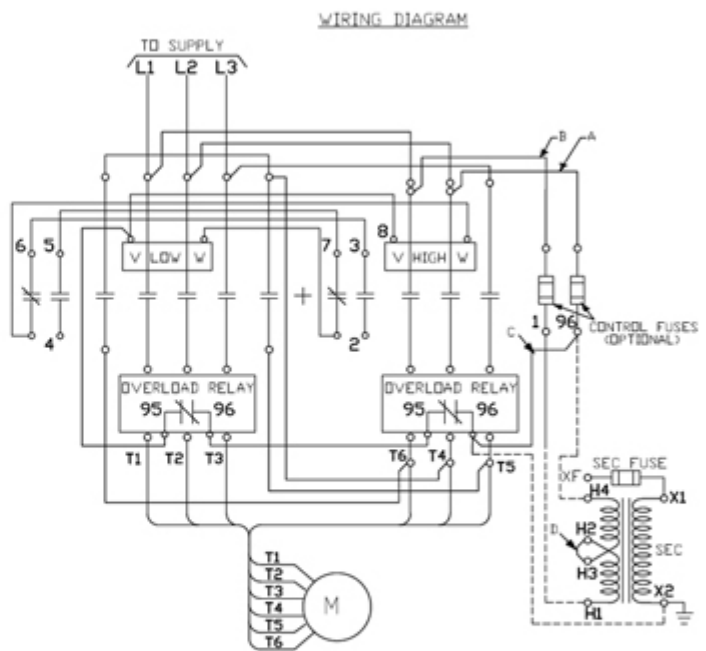 WIRING DIAGRAM
TO SUPPLY
L1 L2 L3
B A
6 5 7 3 8
V LOW W
V HIGH W
4 2
1 96
C
CONTROL FUSES
(OPTIONAL)
OVERLOAD RELAY
95 96
OVERLOAD RELAY
95 96
T1 T2 T3
T6 T4 T5
SEC FUSE
XF
H4 X1
D
H2
H3
SEC
H1 X2
T1
T2
T3
T4
T5
T6
M